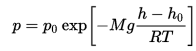 p = p₀ exp[−Mg (h − h₀)/(RT)]